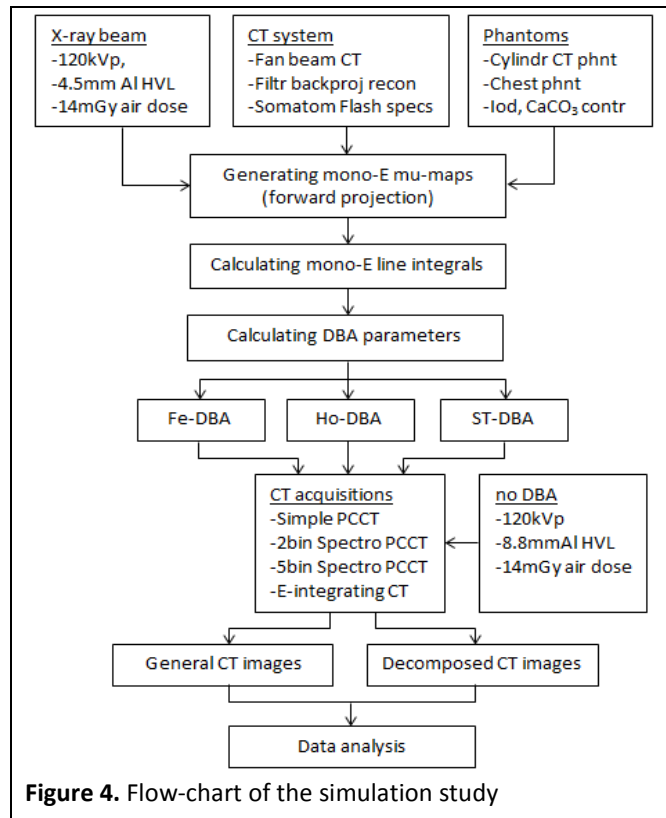 X-ray beam
-120kVp,
-4.5mm Al HVL
-14mGy air dose
CT system
-Fan beam CT
-Filtr backproj recon
-Somatom Flash specs
Phantoms
-Cylindr CT phnt
-Chest phnt
-Iod, CaCO₃ contr
Generating mono-E mu-maps
(forward projection)
Calculating mono-E line integrals
Calculating DBA parameters
Fe-DBA
Ho-DBA
ST-DBA
CT acquisitions
-Simple PCCT
-2bin Spectro PCCT
-5bin Spectro PCCT
-E-integrating CT
no DBA
-120kVp
-8.8mmAl HVL
-14mGy air dose
General CT images
Decomposed CT images
Data analysis
Figure 4. Flow-chart of the simulation study